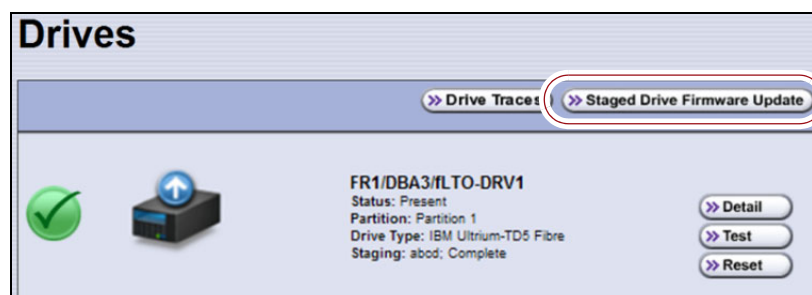 Drives
» Drive Traces
» Staged Drive Firmware Update
FR1/DBA3/fLTO-DRV1
Status: Present
Partition: Partition 1
Drive Type: IBM Ultrium-TD5 Fibre
Staging: abcd; Complete
» Detail
» Test
» Reset